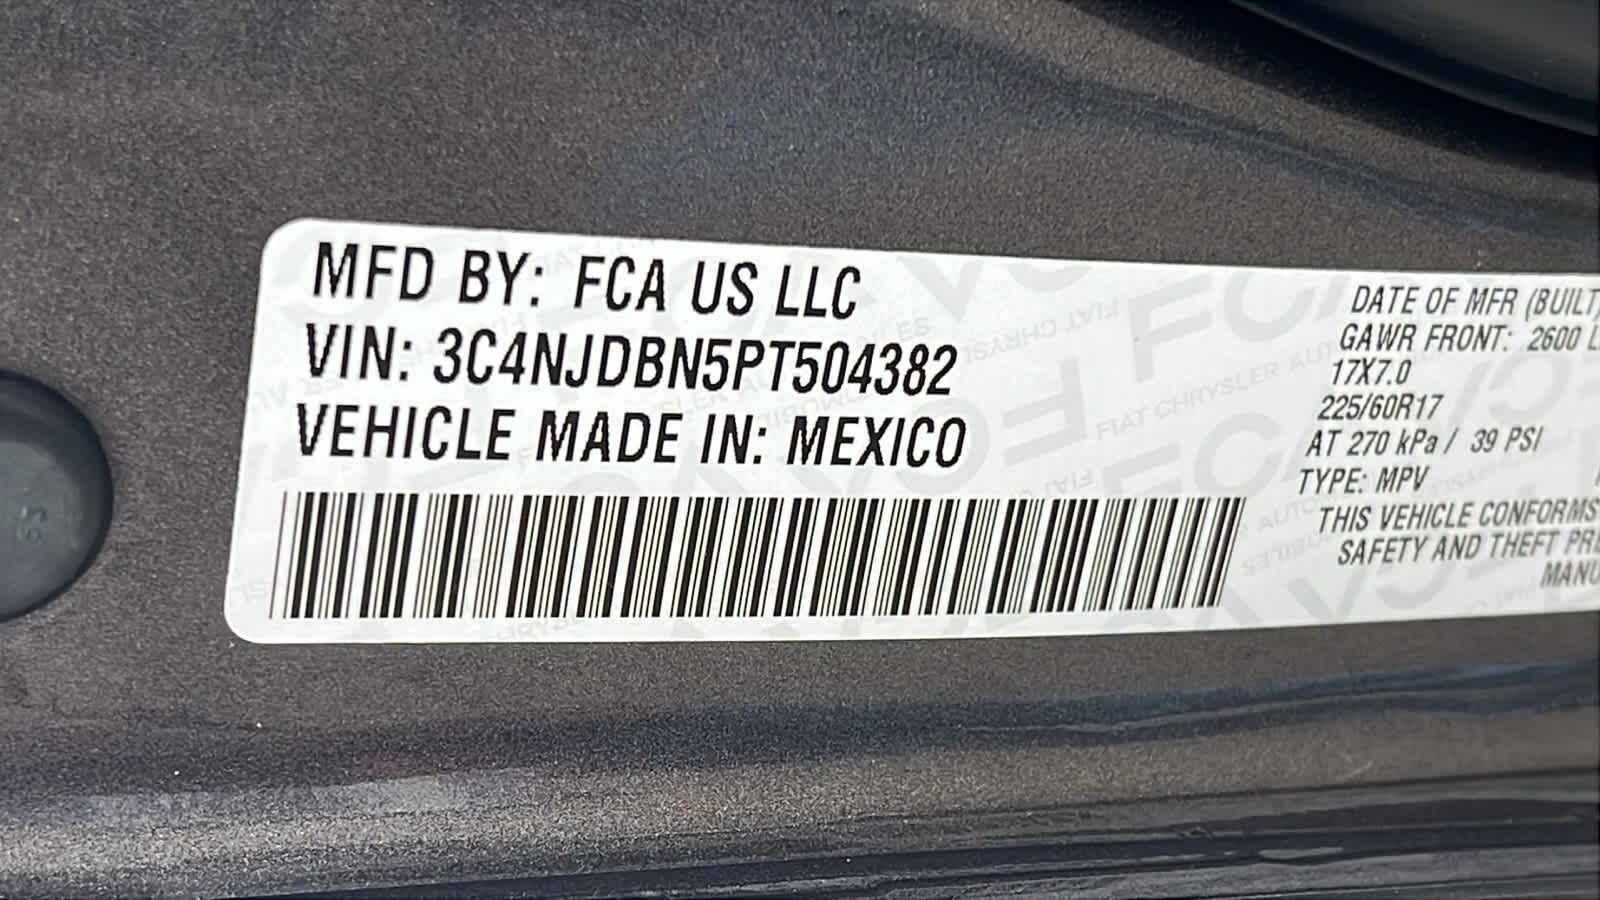 MFD BY: FCA US LLC
VIN: 3C4NJDBN5PT504382
VEHICLE MADE IN: MEXICO
DATE OF MFR (BUILT)
GAWR FRONT: 2600
17X7.0
225/60R17
AT 270 kPa / 39 PSI
TYPE: MPV
THIS VEHICLE CONFORMS
SAFETY AND THEFT